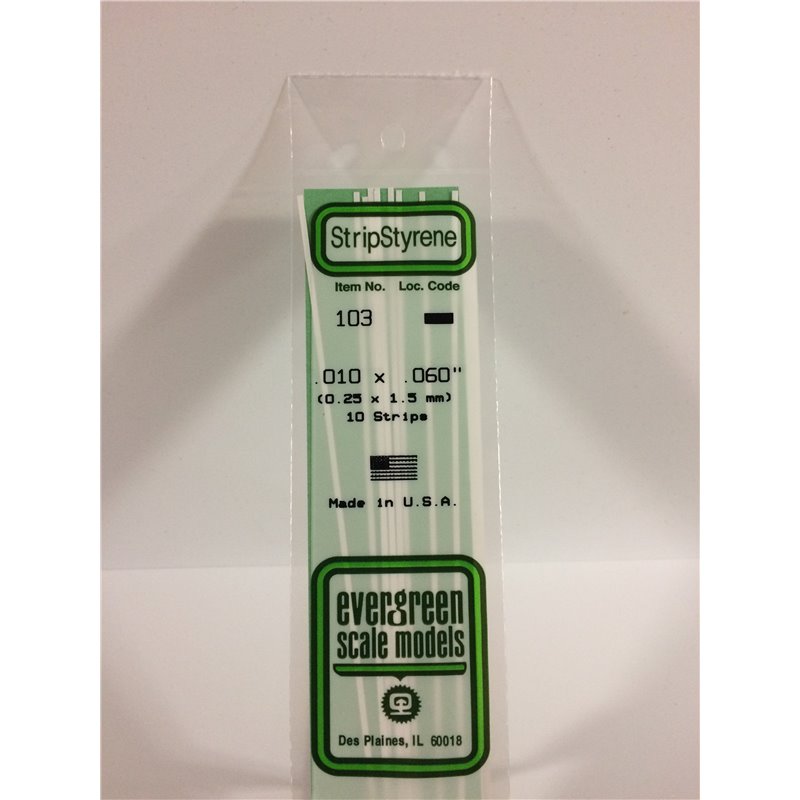 StripStyrene
Item No. Loc. Code
103
.010 x .060"
(0.25 x 1.5 mm)
10 Strips
Made in U.S.A.
evergreen
scale models
Des Plaines, IL 60018